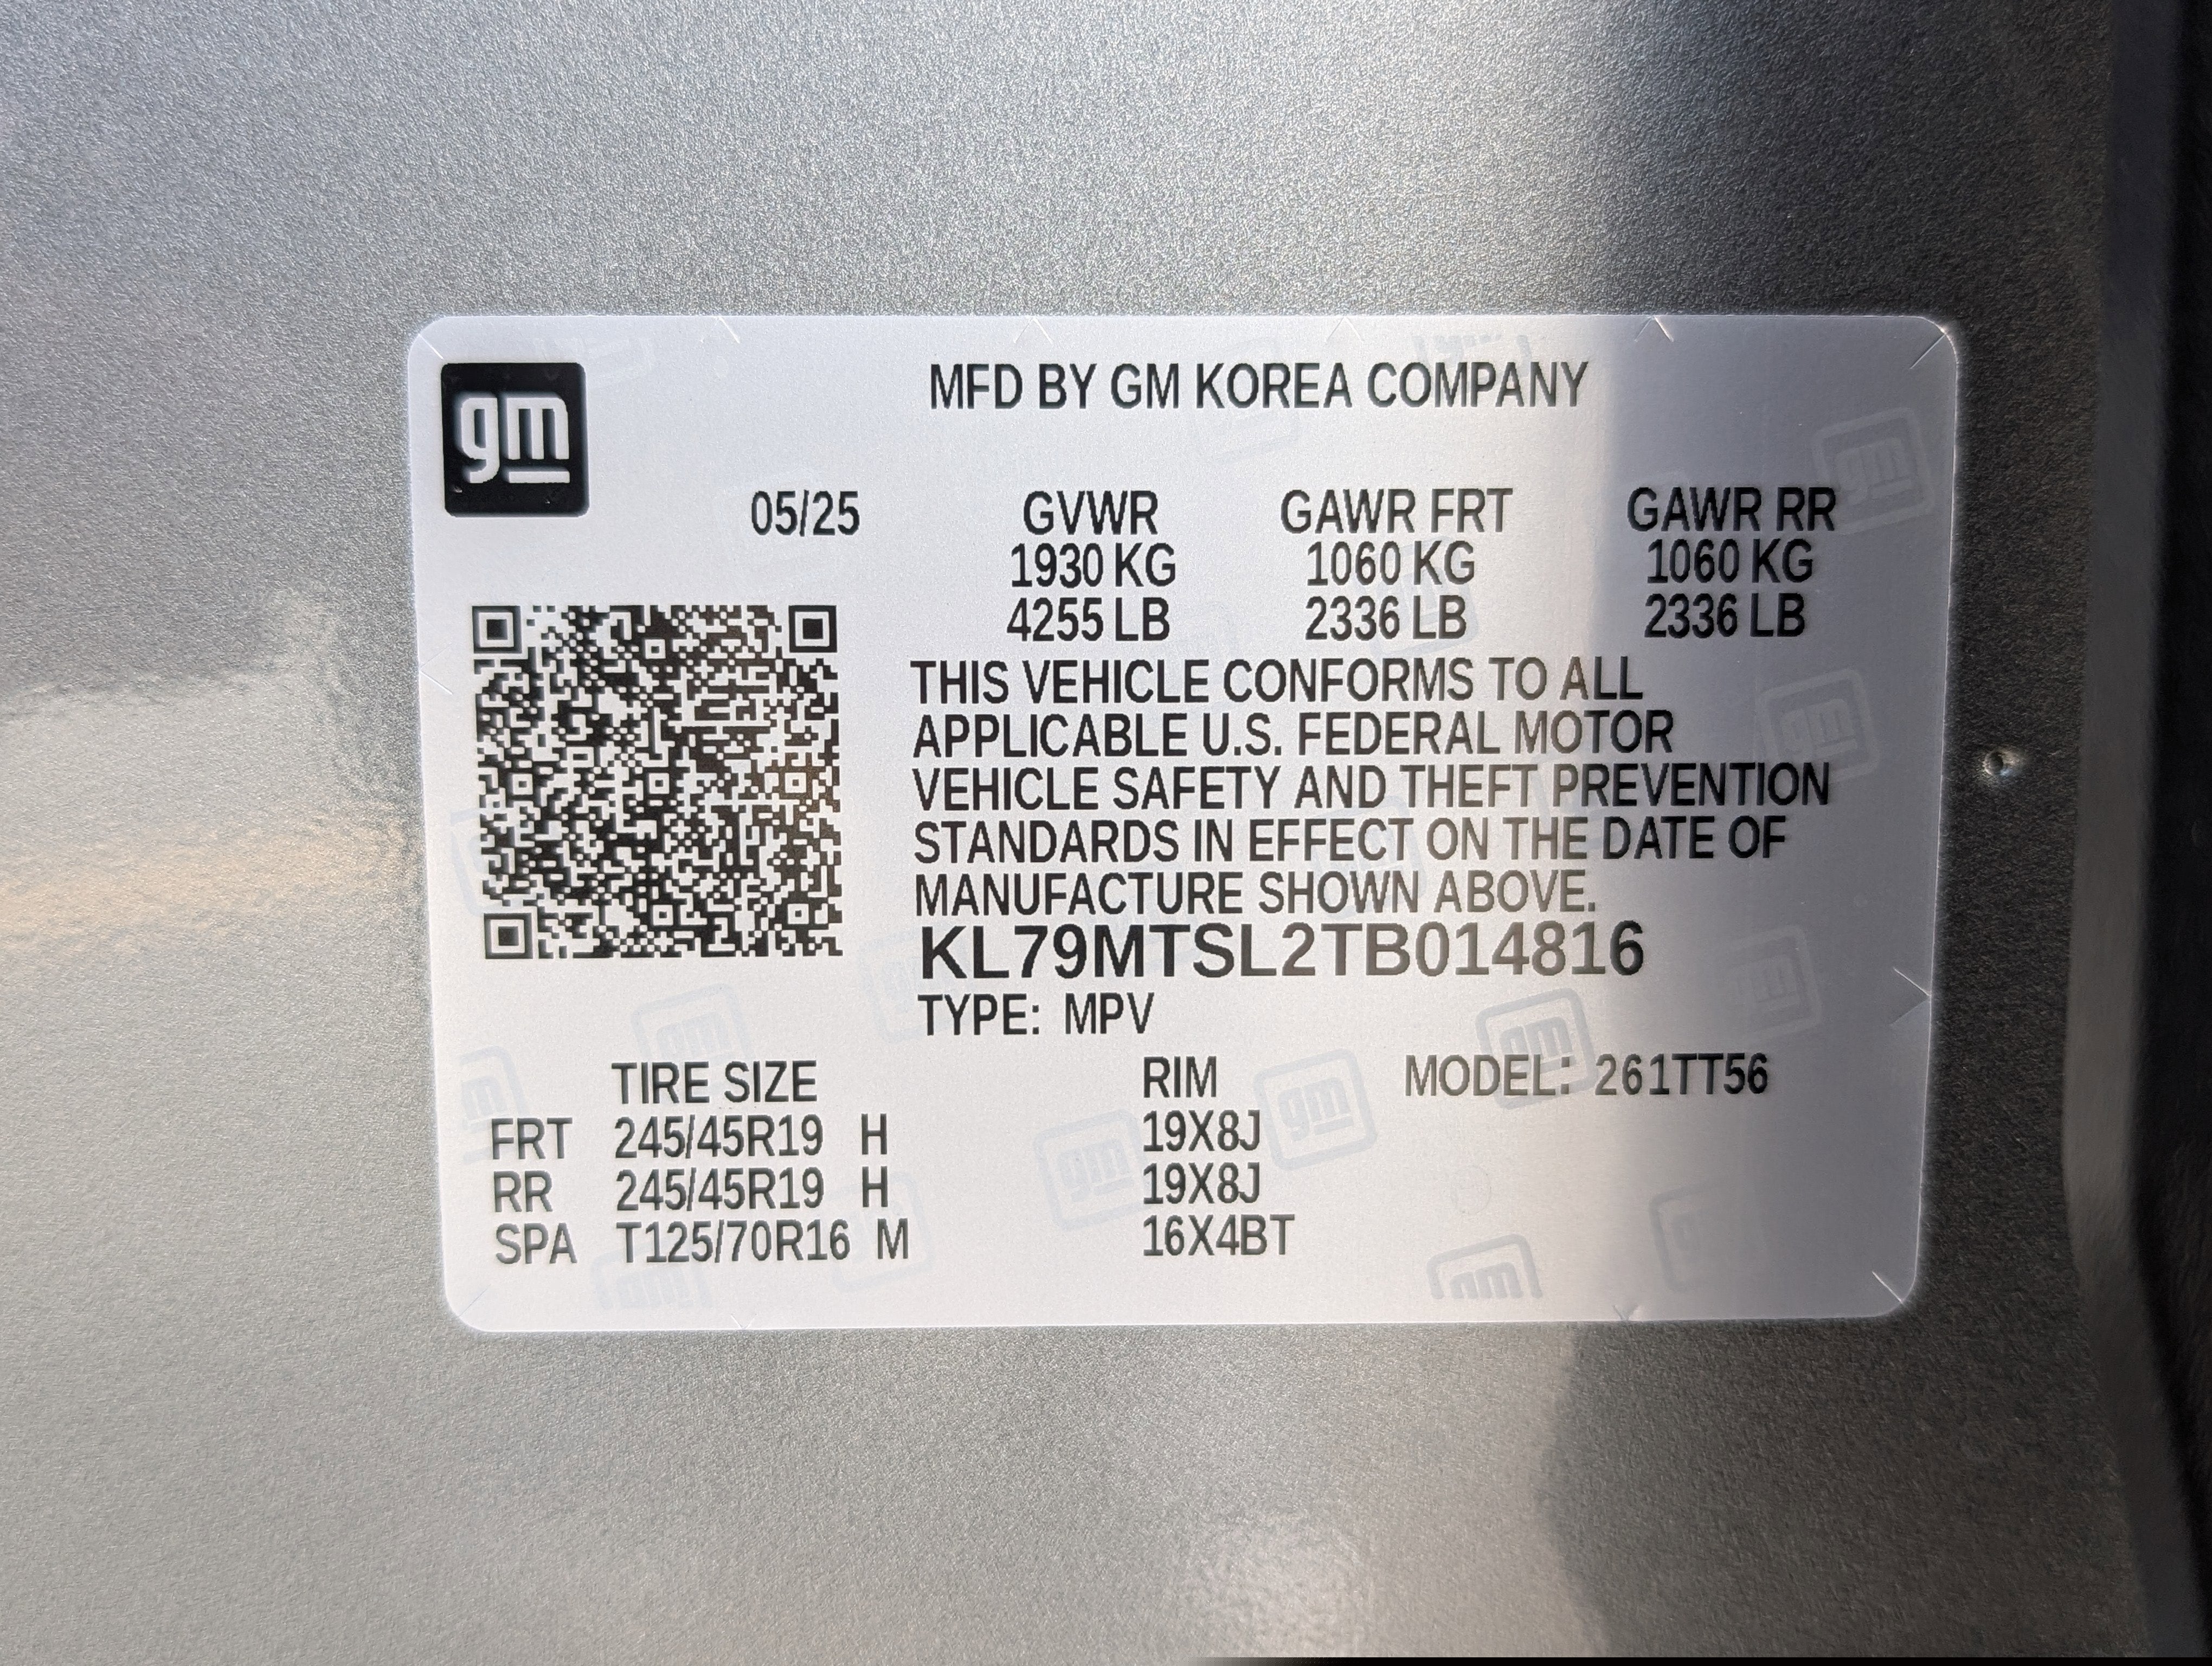 gm
MFD BY GM KOREA COMPANY
05/25 GVWR GAWR FRT GAWR RR
1930 KG 1060 KG 1060 KG
4255 LB 2336 LB 2336 LB
THIS VEHICLE CONFORMS TO ALL
APPLICABLE U.S. FEDERAL MOTOR
VEHICLE SAFETY AND THEFT PREVENTION
STANDARDS IN EFFECT ON THE DATE OF
MANUFACTURE SHOWN ABOVE.
KL79MTSL2TB014816
TYPE: MPV
TIRE SIZE RIM MODEL: 261TT56
FRT 245/45R19 H 19X8J
RR 245/45R19 H 19X8J
SPA T125/70R16 M 16X4BT